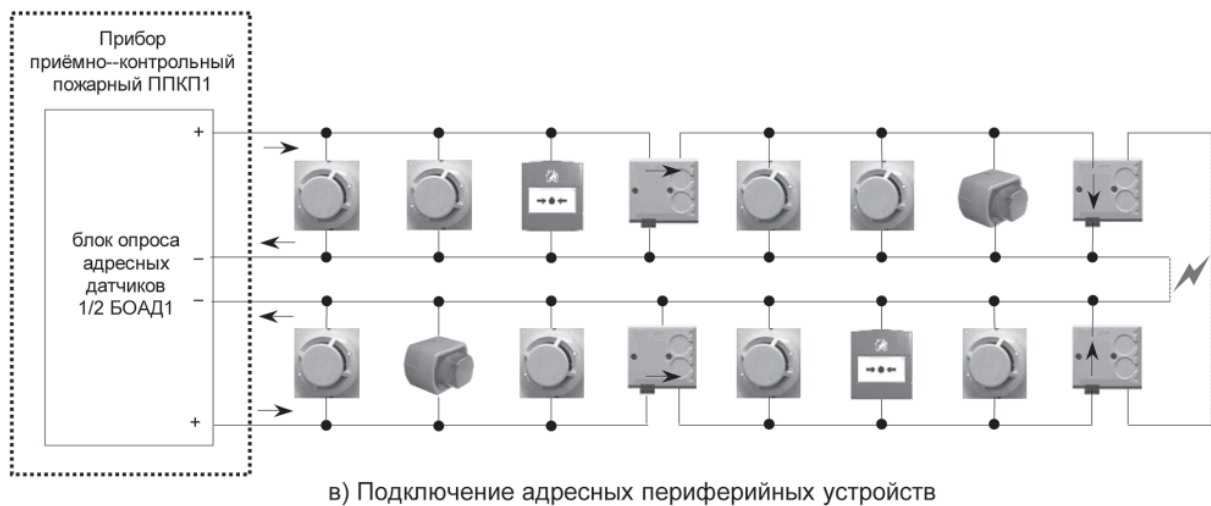 Прибор
приёмно--контрольный
пожарный ППКП1
+
блок опроса
адресных
датчиков
1/2 БОАД1
−
−
+
в) Подключение адресных периферийных устройств